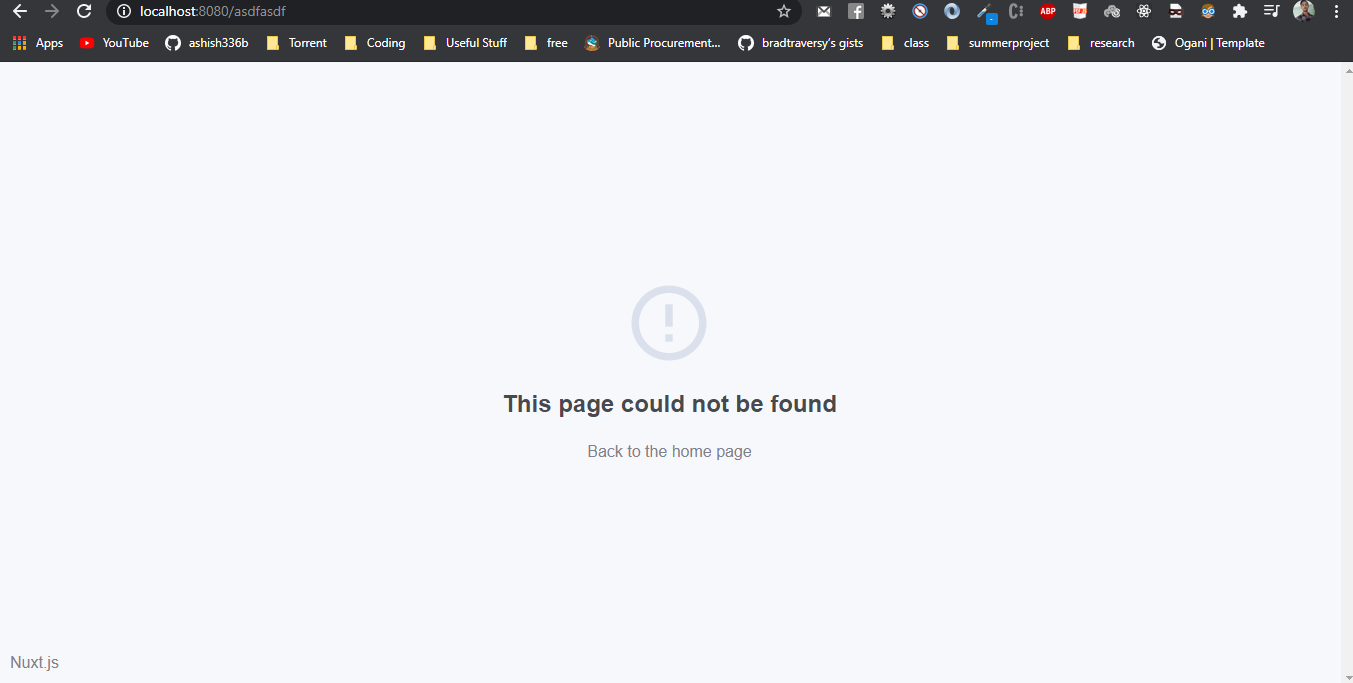 localhost:8080/asdfasdf
ABP
Apps YouTube ashish336b Torrent Coding Useful Stuff free Public Procurement... bradtraversy's gists class summerproject research Ogani | Template
This page could not be found
Back to the home page
Nuxt.js